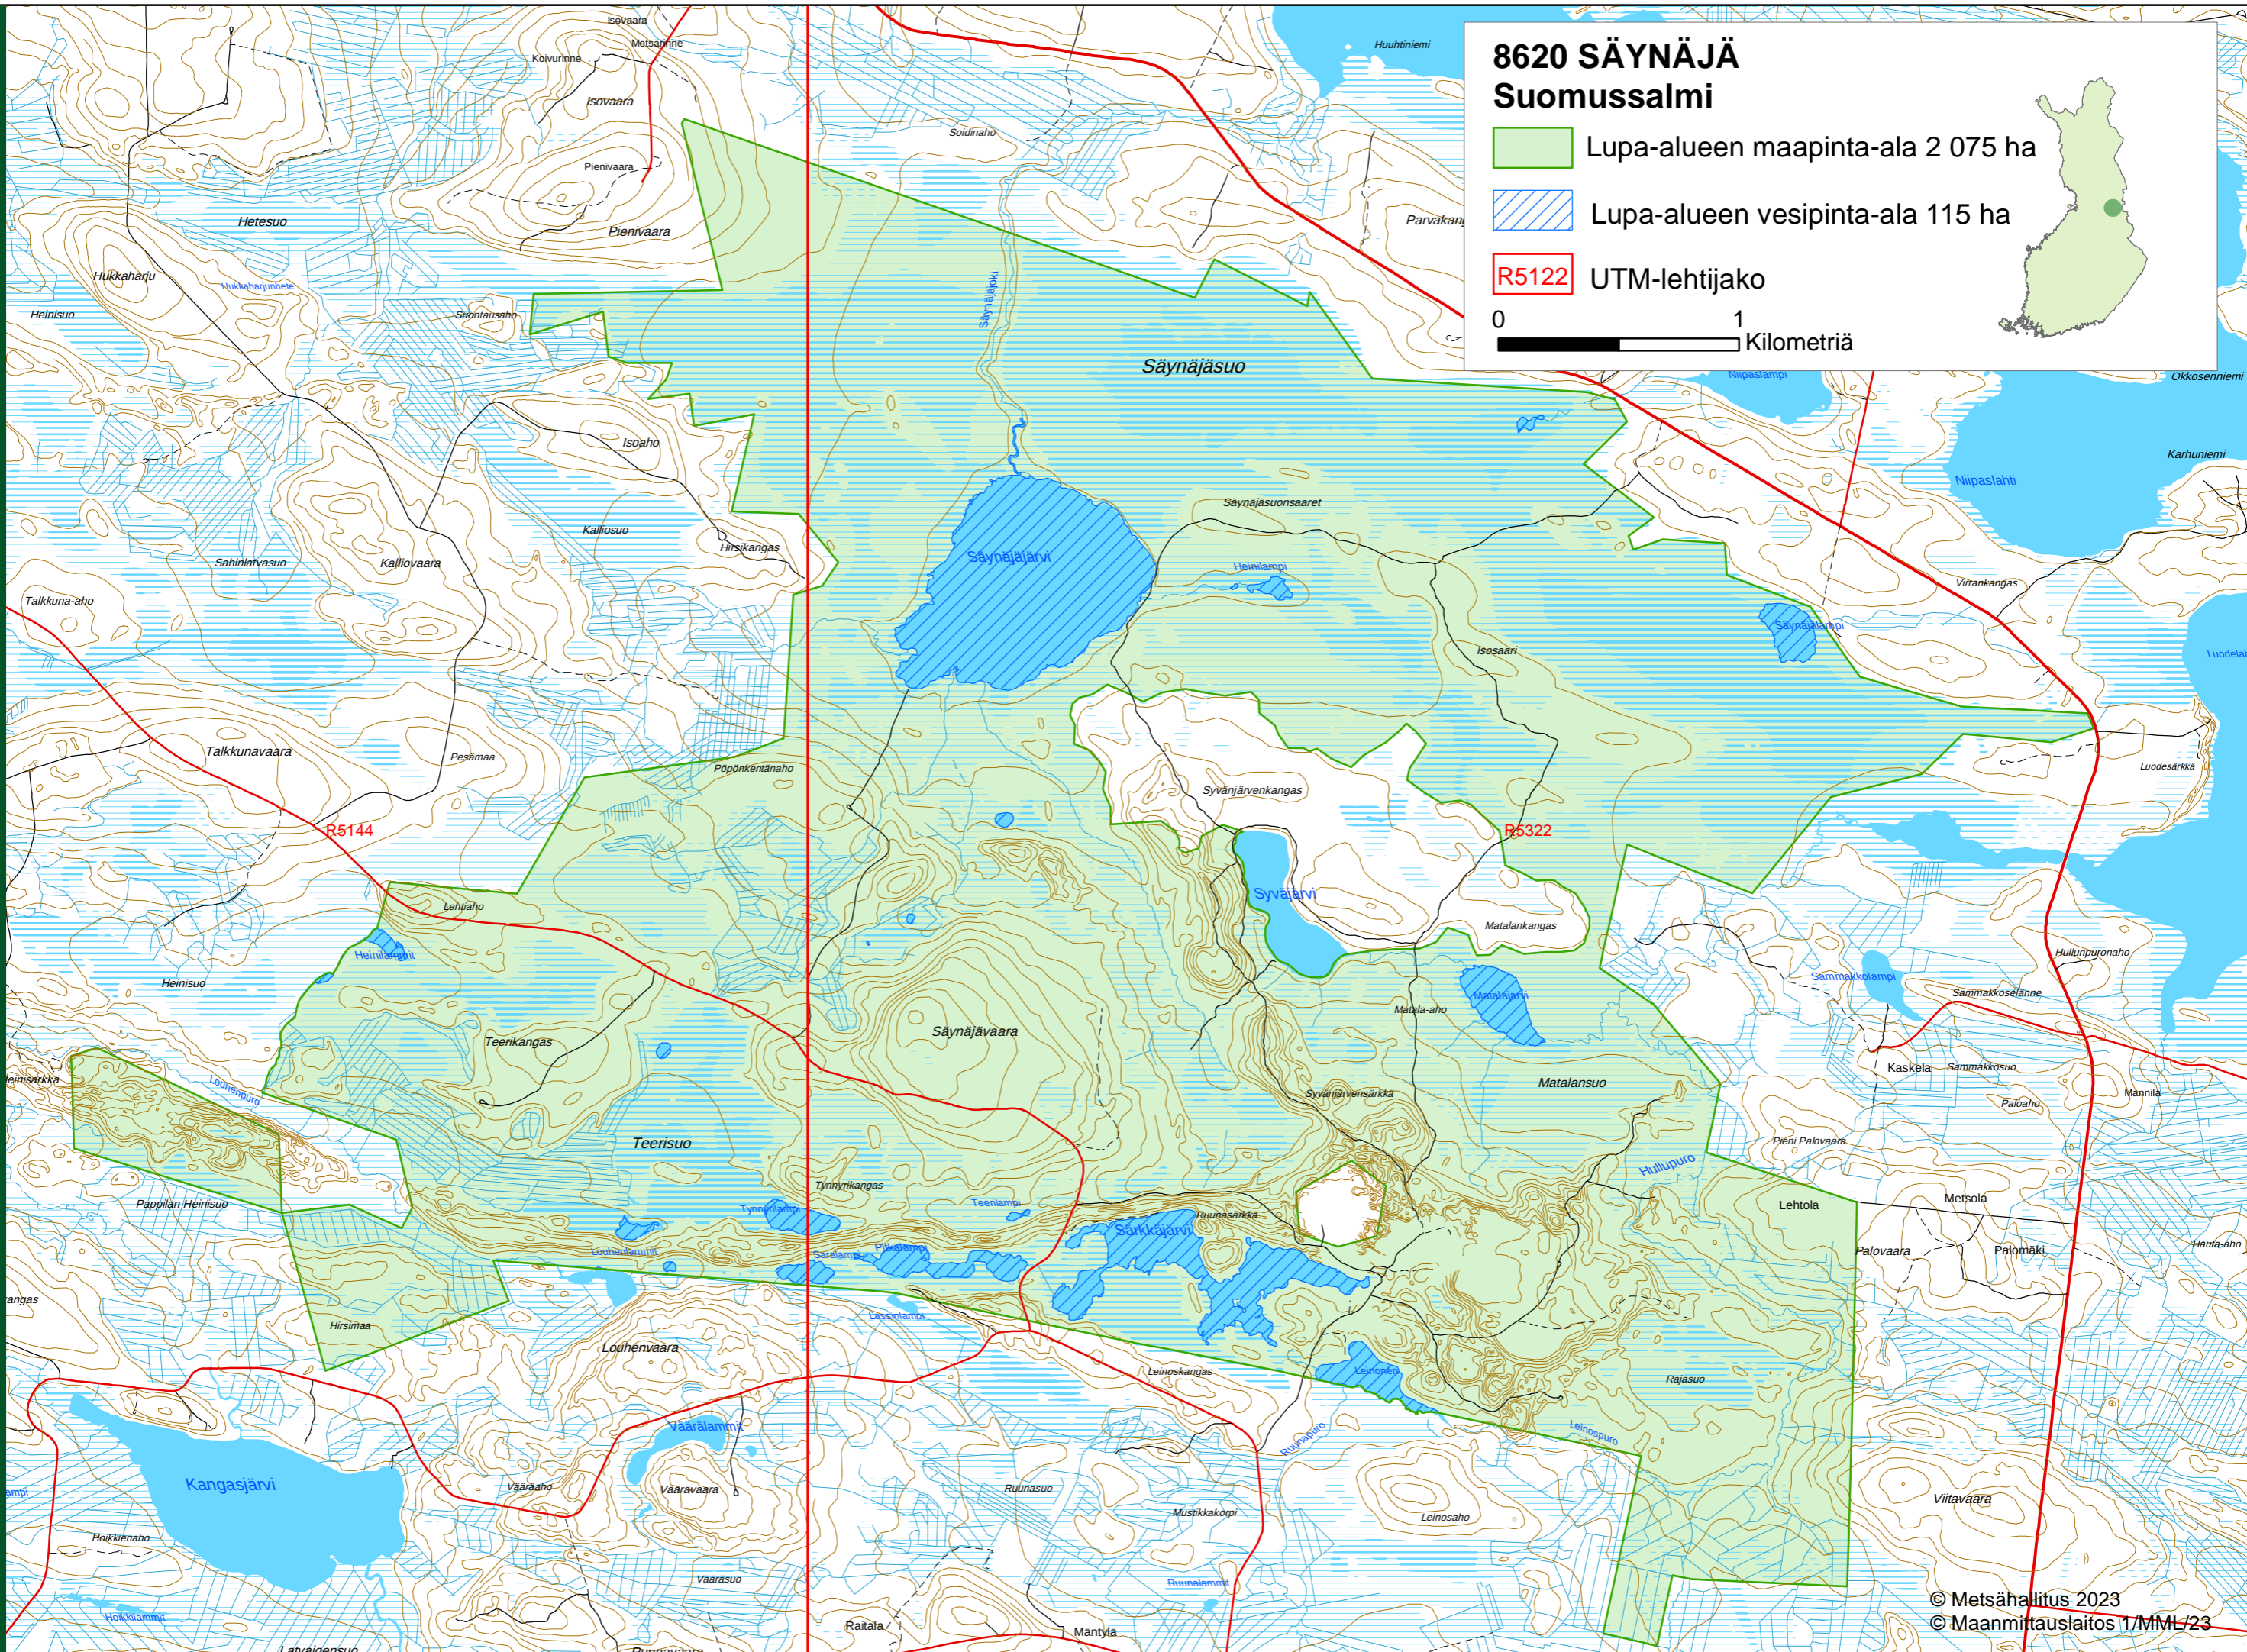 8620 SÄYNÄJÄ
Suomussalmi
Lupa-alueen maapinta-ala 2 075 ha
Lupa-alueen vesipinta-ala 115 ha
R5122 UTM-lehtijako
0 1
Kilometriä
Isovaara
Metsärinne
Koivurinne
Isovaara
Huuhtiniemi
Soidinaho
Pienivaara
Pienivaara
Hetesuo
Hukkaharju
Hukkaharjunhete
Heinisuo
Suontausaho
Säynäjäjoki
Säynäjäsuo
Niipaslampi
Okkosenniemi
Isoaho
Karhuniemi
Niipaslahti
Säynäjäsuonsaaret
Kalliosuo
Hirsikangas
Säynäjäjärvi
Heinilampi
Sahinlatvasuo
Kalliovaara
Virrankangas
Talkkuna-aho
Säynäjälampi
Isosaari
Talkkunavaara
Pesämaa
Pöpönkentänaho
Luodesärkkä
Syvänjärvenkangas
R5144
R5322
Syväjärvi
Lehtiaho
Matalankangas
Heinilammit
Heinisuo
Hullunpuronaho
Sammakkolampi
Sammakkoselänne
Matalajärvi
Matala-aho
Säynäjävaara
Teerikangas
Kaskela
Sammakkosuo
Louhenpuro
Matalansuo
Syvänjärvensärkkä
Mannila
Paloaho
Teerisuo
Pieni Palovaara
Hullupuro
Tynnyrikangas
Pappilan Heinisuo
Teerilampi
Tynnyrilampi
Ruunasärkkä
Särkkäjärvi
Lehtola
Metsola
Palovaara
Palomäki
Hauta-aho
Louhenlammit
Saralampi
Pitkälampi
Lassinlampi
Hirsimaa
Louhenvaara
Leinoskangas
Leinonen
Rajasuo
Väärälammit
Ruunapuro
Leinospuro
Kangasjärvi
Vääräaho
Väärävaara
Ruunasuo
Mustikkakorpi
Leinosaho
Viitavaara
Hoikkienaho
Vääräsuo
Ruunalammit
Hoikkilammit
Raitala
Mäntylä
© Metsähallitus 2023
© Maanmittauslaitos 1/MML/23